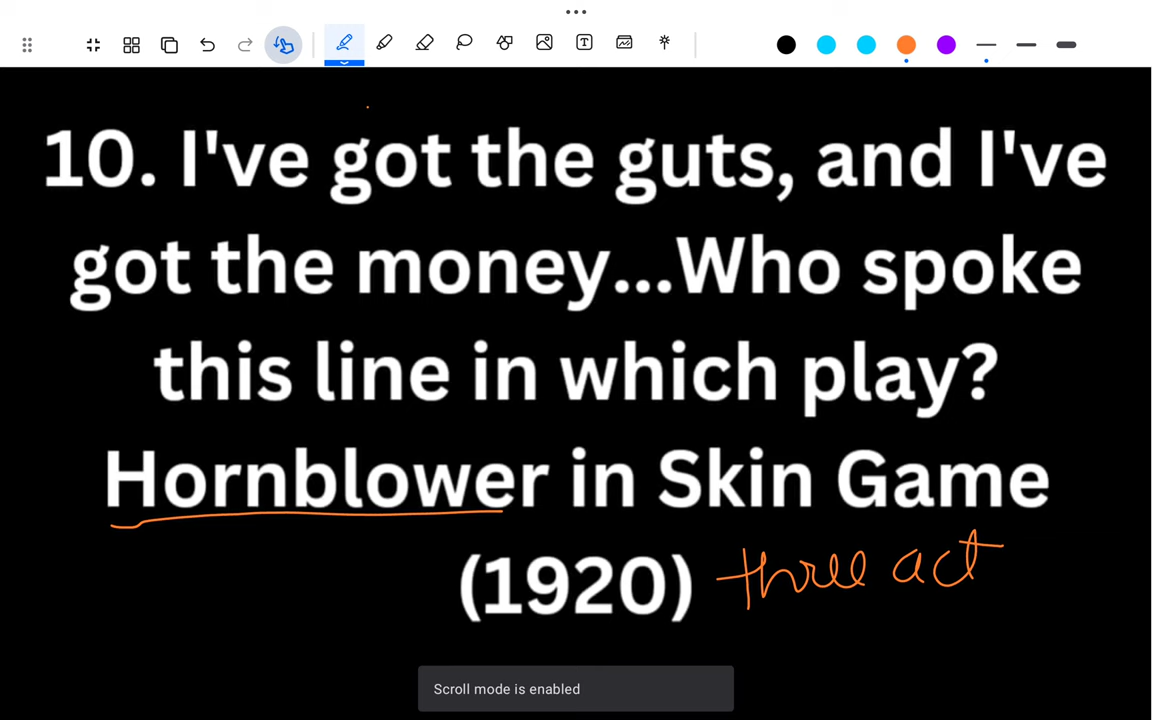 10. I've got the guts, and I've
got the money...Who spoke
this line in which play?
Hornblower in Skin Game
(1920) three act
Scroll mode is enabled